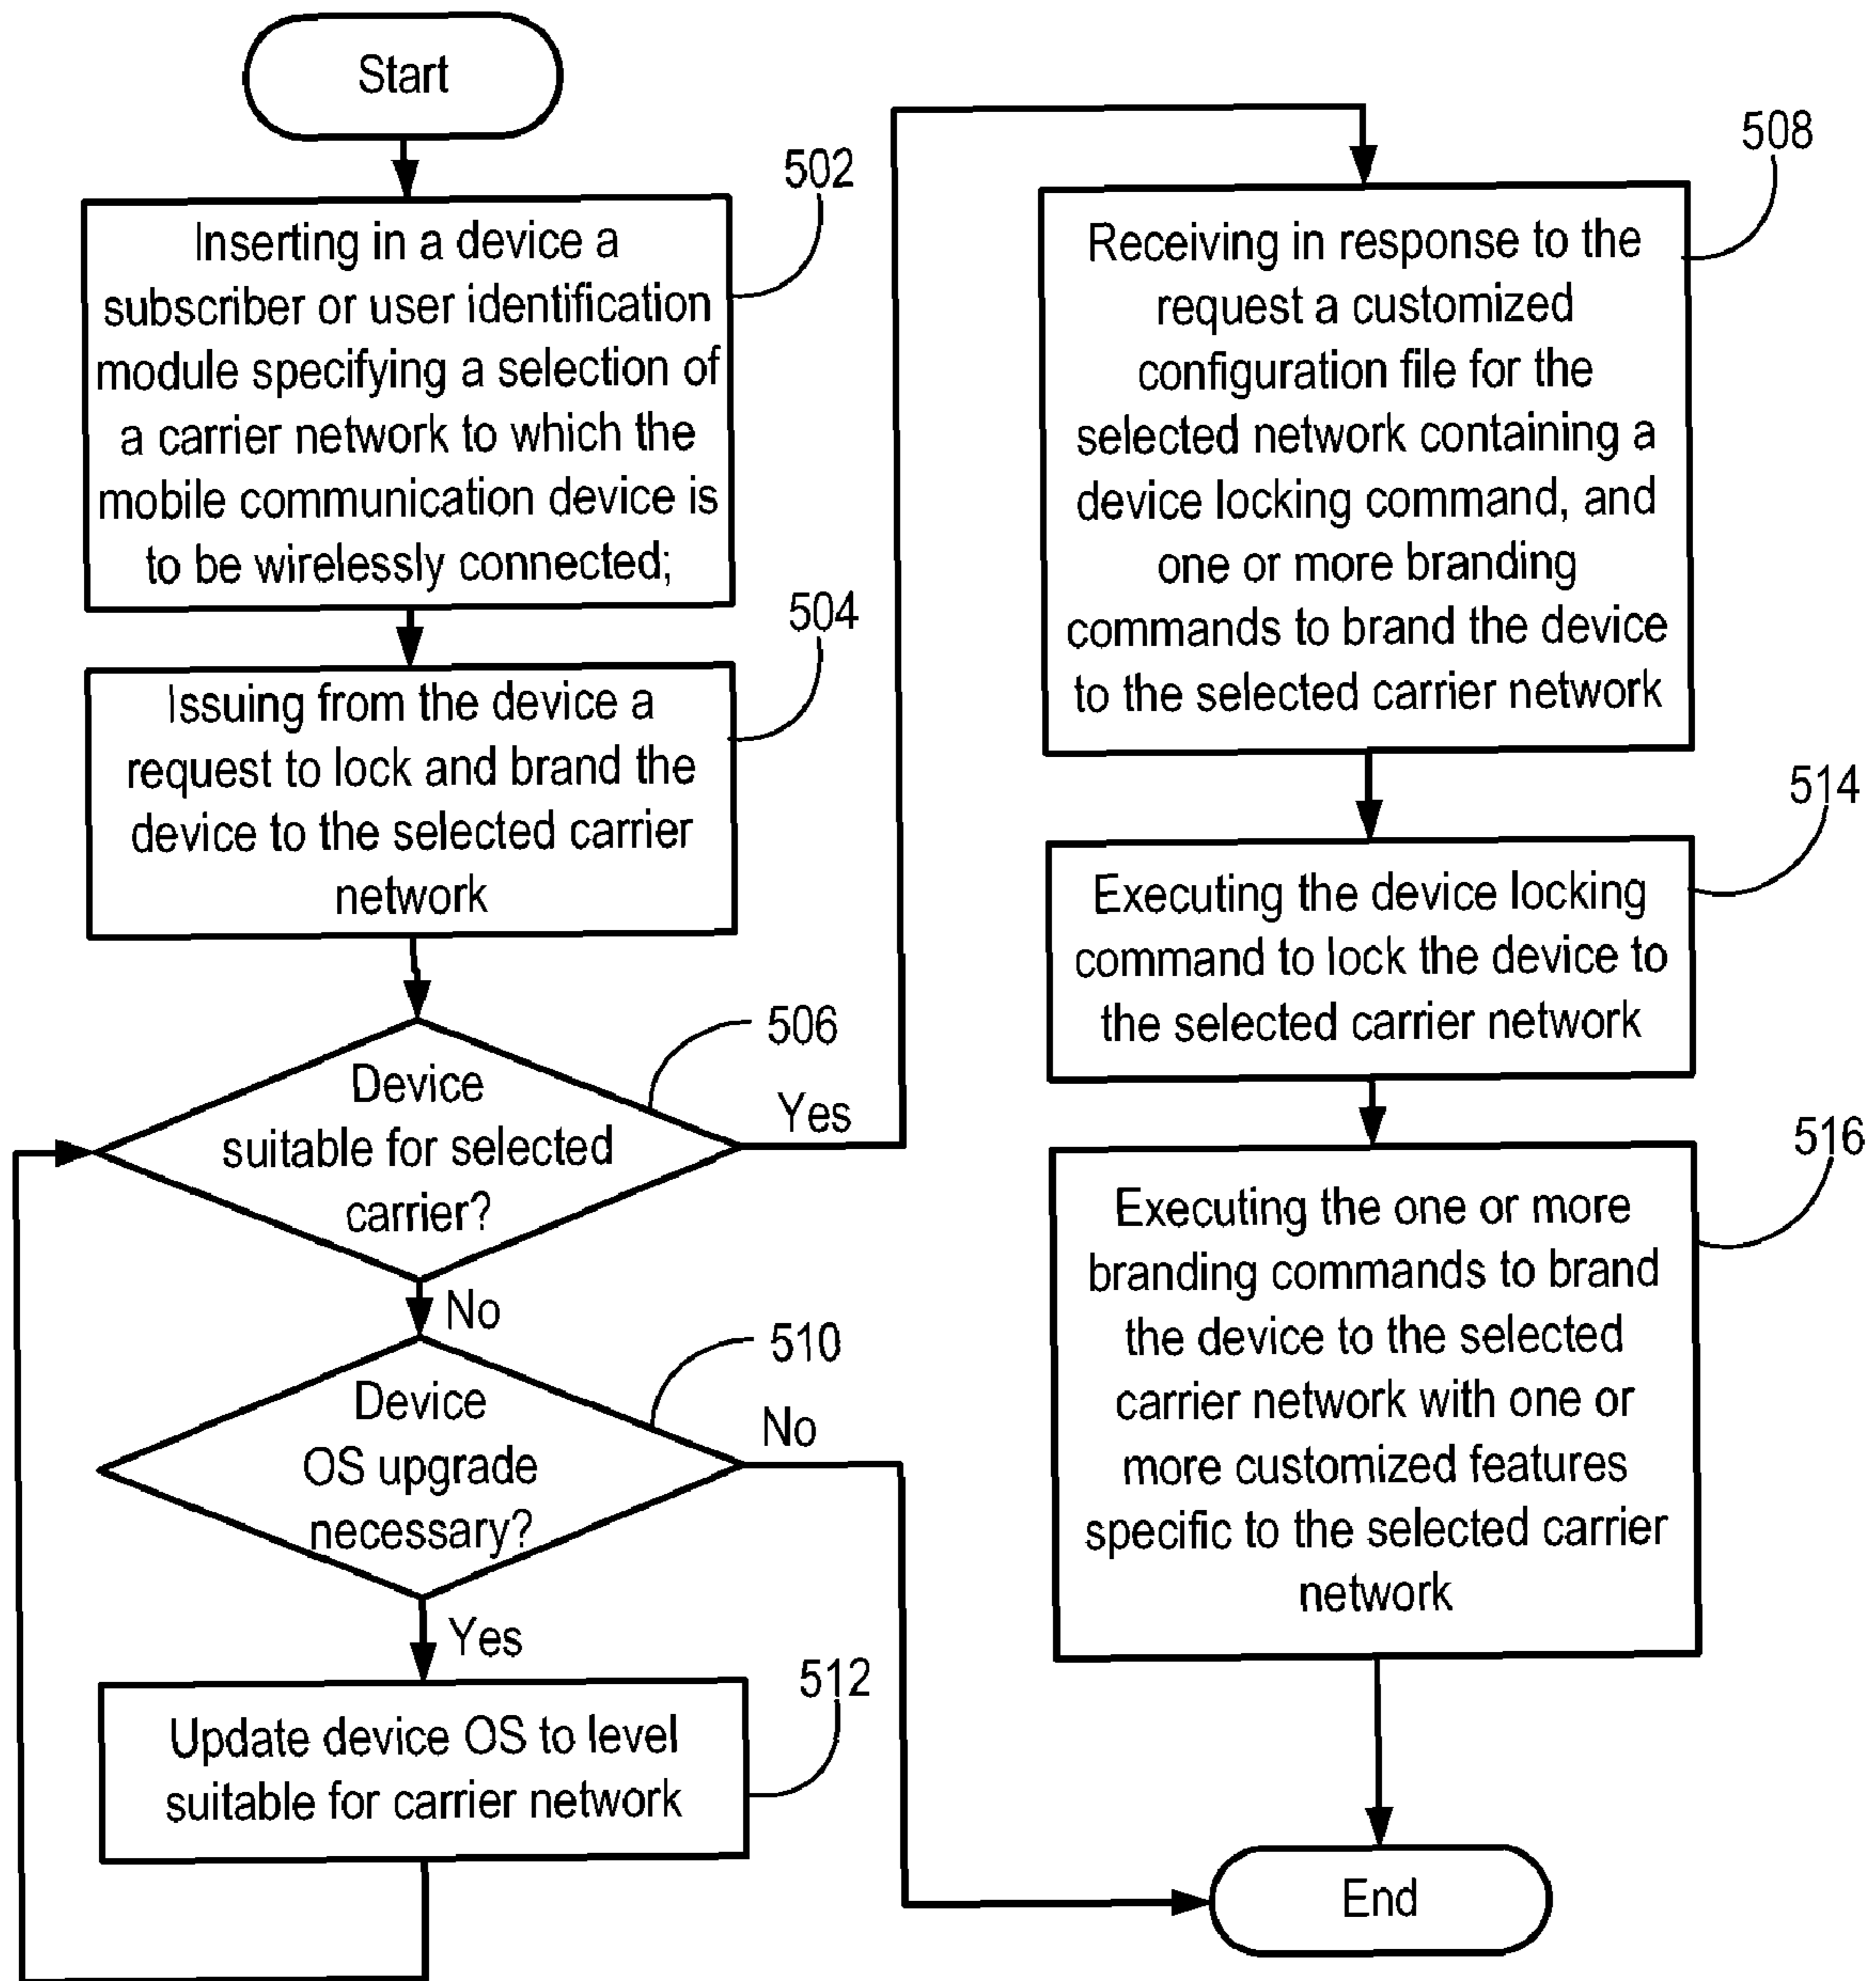 Start
502
Inserting in a device a
subscriber or user identification
module specifying a selection of
a carrier network to which the
mobile communication device is
to be wirelessly connected;
504
Issuing from the device a
request to lock and brand the
device to the selected carrier
network
506
Device
suitable for selected
carrier?
Yes
No
510
Device
OS upgrade
necessary?
No
Yes
512
Update device OS to level
suitable for carrier network
508
Receiving in response to the
request a customized
configuration file for the
selected network containing a
device locking command, and
one or more branding
commands to brand the device
to the selected carrier network
514
Executing the device locking
command to lock the device to
the selected carrier network
516
Executing the one or more
branding commands to brand
the device to the selected
carrier network with one or
more customized features
specific to the selected carrier
network
End